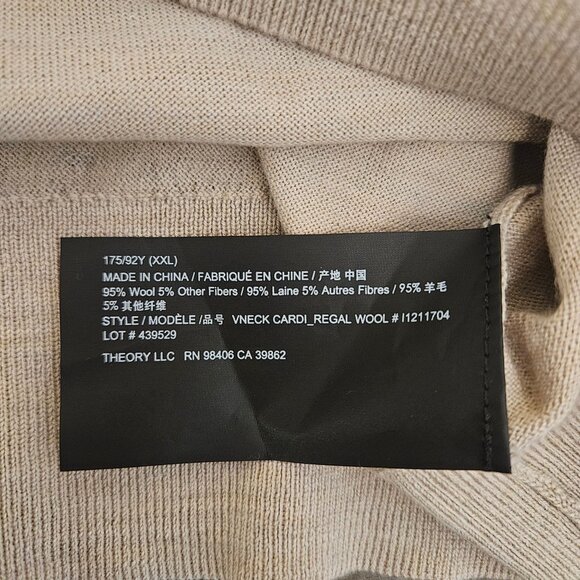 175/92Y (XXL)
MADE IN CHINA / FABRIQUÉ EN CHINE / 产地 中国
95% Wool 5% Other Fibers / 95% Laine 5% Autres Fibres / 95% 羊毛
5% 其他纤维
STYLE / MODÈLE /品号 VNECK CARDI_REGAL WOOL # I1211704
LOT # 439529
THEORY LLC RN 98406 CA 39862